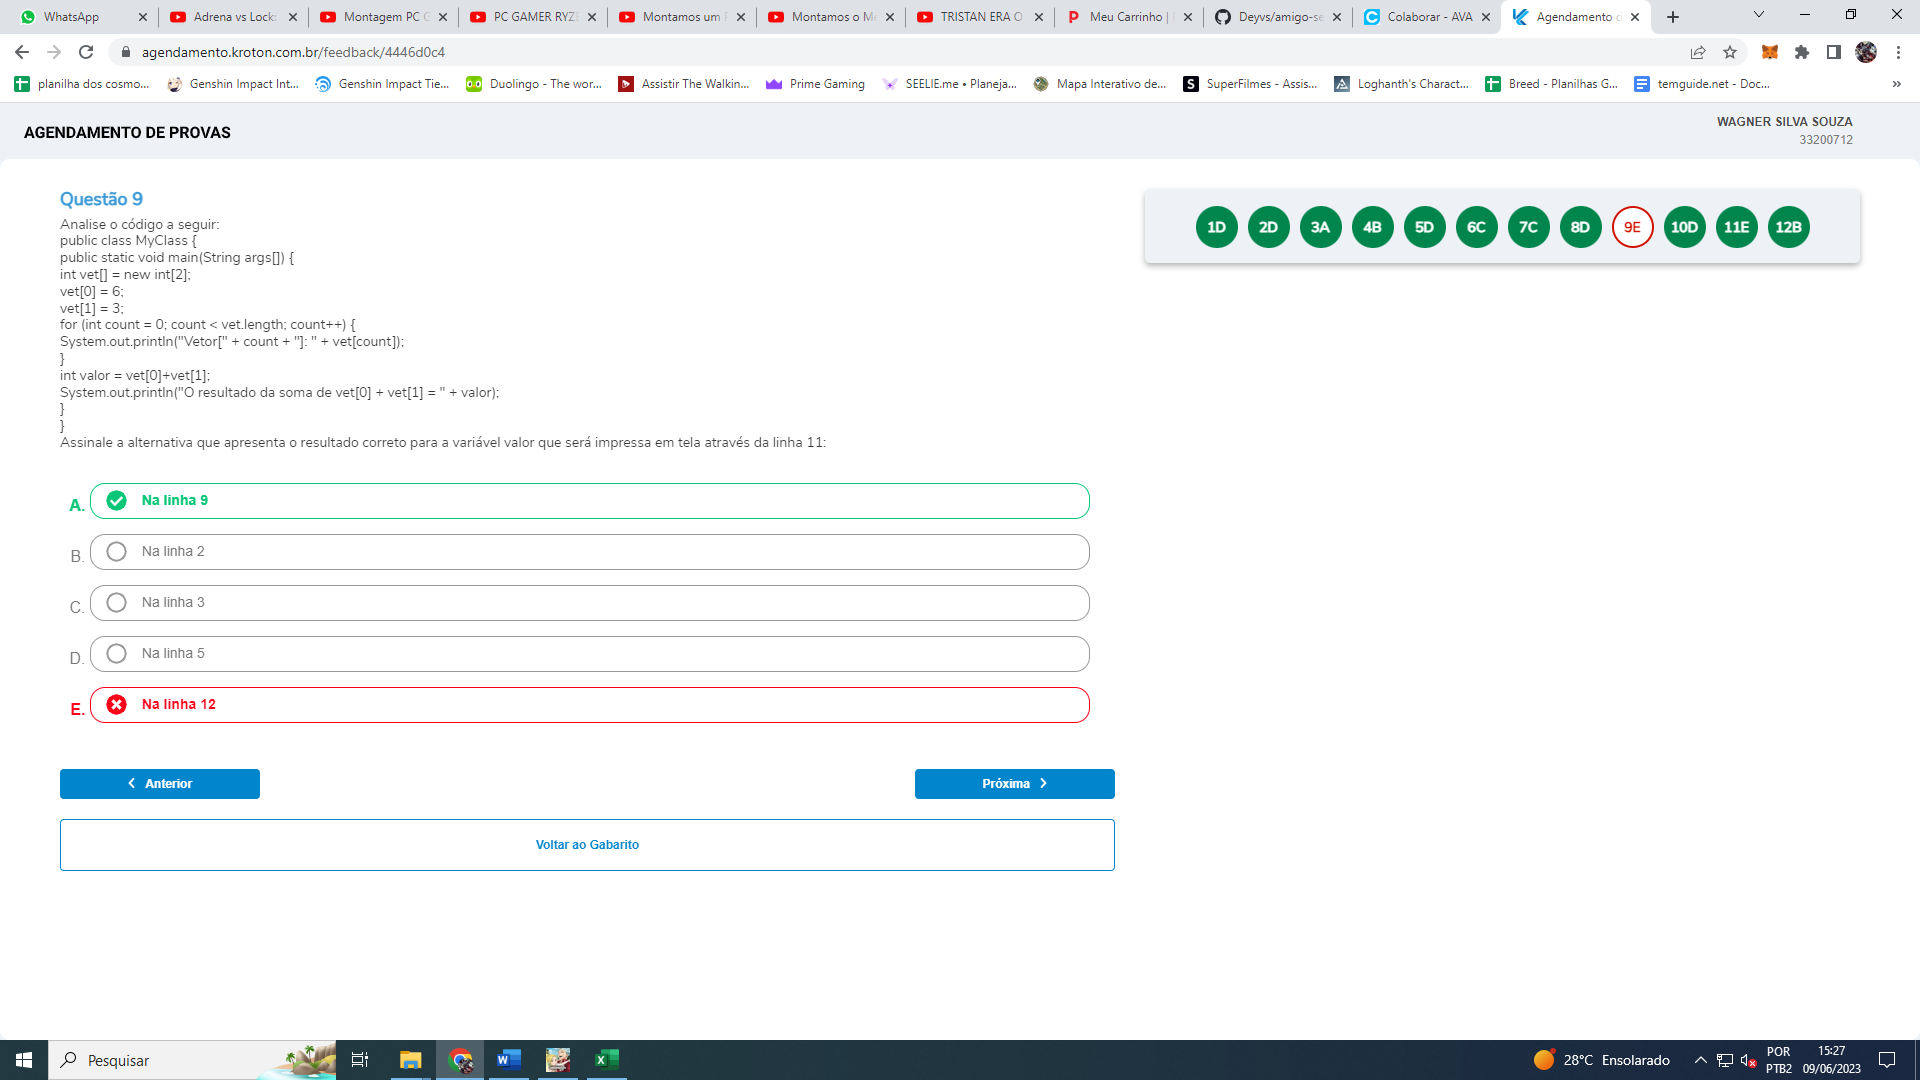 WhatsApp
Adrena vs Lock
Montagem PC G
PC GAMER RYZE
Montamos um
Montamos o Me
TRISTAN ERA O
Meu Carrinho |
Deyvs/amigo-se
Colaborar - AVA
Agendamento d
agendamento.kroton.com.br/feedback/4446d0c4
planilha dos cosmo...
Genshin Impact Int...
Genshin Impact Tie...
Duolingo - The wor...
Assistir The Walkin...
Prime Gaming
SEELIE.me • Planeja...
Mapa Interativo de...
SuperFilmes - Assis...
Loghanth's Charact...
Breed - Planilhas G...
temguide.net - Doc...
»
AGENDAMENTO DE PROVAS
WAGNER SILVA SOUZA
33200712
Questão 9
Analise o código a seguir:
public class MyClass {
public static void main(String args[]) {
int vet[] = new int[2];
vet[0] = 6;
vet[1] = 3;
for (int count = 0; count < vet.length; count++) {
System.out.println("Vetor[" + count + "]: " + vet[count]);
}
int valor = vet[0]+vet[1];
System.out.println("O resultado da soma de vet[0] + vet[1] = " + valor);
}
}
Assinale a alternativa que apresenta o resultado correto para a variável valor que será impressa em tela através da linha 11:
1D 2D 3A 4B 5D 6C 7C 8D 9E 10D 11E 12B
A. Na linha 9
B. Na linha 2
C. Na linha 3
D. Na linha 5
E. Na linha 12
Anterior
Próxima
Voltar ao Gabarito
Pesquisar
28°C Ensolarado
POR
PTB2
15:27
09/06/2023